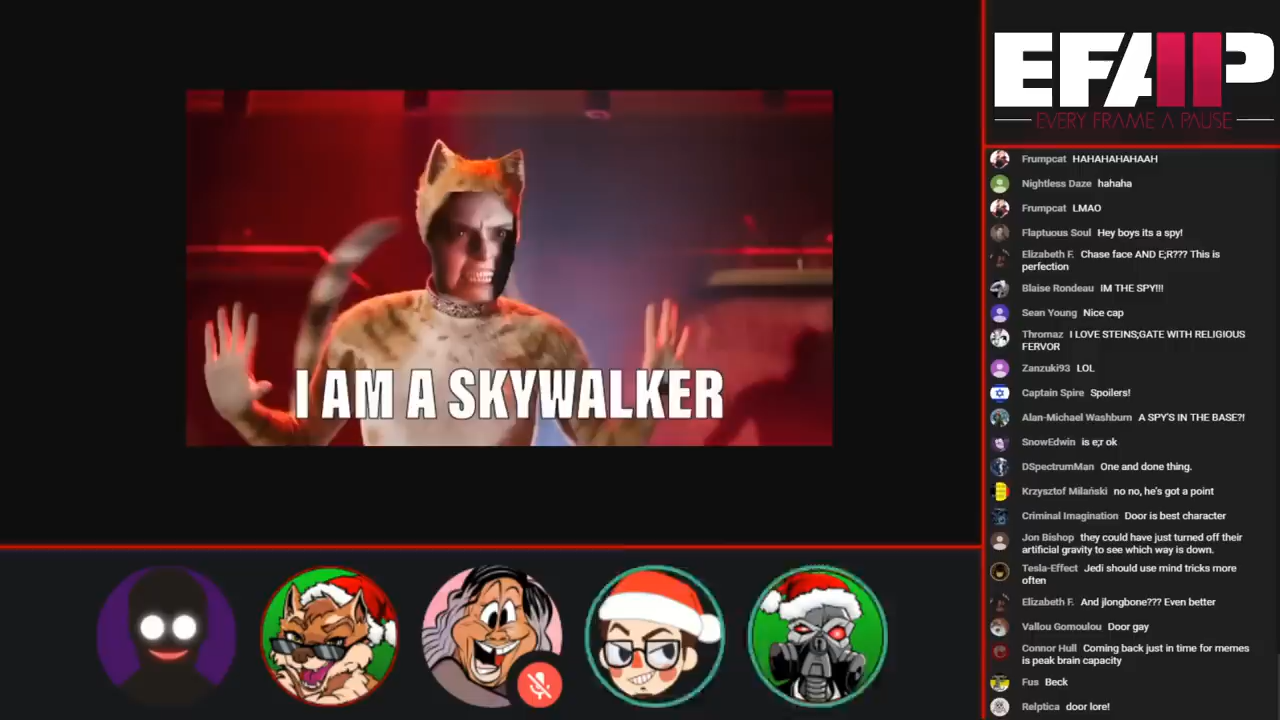 I AM A SKYWALKER
EFAP
EVERY FRAME A PAUSE
Frumpcat HAHAHAHAHAAH
Nightless Daze hahaha
Frumpcat LMAO
Flaptuous Soul Hey boys its a spy!
Elizabeth F. Chase face AND E;R??? This is
perfection
Blaise Rondeau IM THE SPY!!!
Sean Young Nice cap
Thromaz I LOVE STEINS;GATE WITH RELIGIOUS
FERVOR
Zanzuki93 LOL
Captain Spire Spoilers!
Alan-Michael Washburn A SPY'S IN THE BASE?!
SnowEdwin is e;r ok
DSpectrumMan One and done thing.
Krzysztof Milański no no, he's got a point
Criminal Imagination Door is best character
Jon Bishop they could have just turned off their
artificial gravity to see which way is down.
Tesla-Effect Jedi should use mind tricks more
often
Elizabeth F. And jlongbone??? Even better
Vallou Gomoulou Door gay
Connor Hull Coming back just in time for memes
is peak brain capacity
Fus Beck
Relptica door lore!